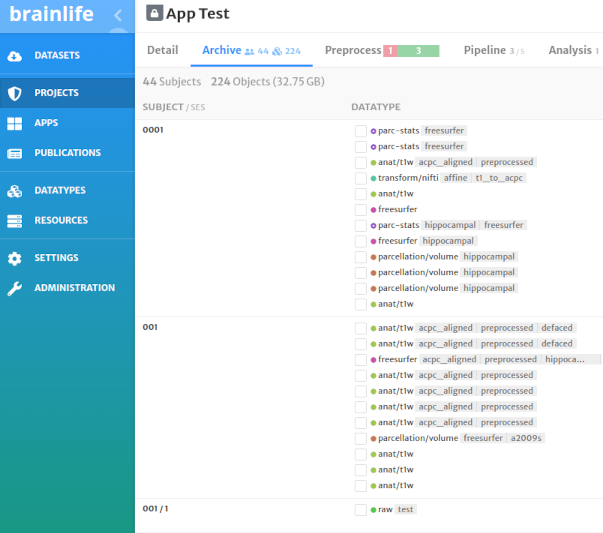 brainlife
App Test
DATASETS
PROJECTS
APPS
PUBLICATIONS
DATATYPES
RESOURCES
SETTINGS
ADMINISTRATION
Detail Archive 44 224 Preprocess 1 3 Pipeline 3/5 Analysis 1
44 Subjects 224 Objects (32.75 GB)
SUBJECT / SES DATATYPE
0001
parc-stats freesurfer
parc-stats freesurfer
anat/t1w acpc_aligned preprocessed
transform/nifti affine t1_to_acpc
anat/t1w
freesurfer
parc-stats hippocampal freesurfer
freesurfer hippocampal
parcellation/volume hippocampal
parcellation/volume hippocampal
parcellation/volume hippocampal
anat/t1w
001
anat/t1w acpc_aligned preprocessed defaced
anat/t1w acpc_aligned preprocessed defaced
freesurfer acpc_aligned preprocessed hippoca...
anat/t1w acpc_aligned preprocessed
anat/t1w acpc_aligned preprocessed
anat/t1w acpc_aligned preprocessed
anat/t1w acpc_aligned preprocessed
parcellation/volume freesurfer a2009s
anat/t1w
anat/t1w
anat/t1w
001 / 1
raw test